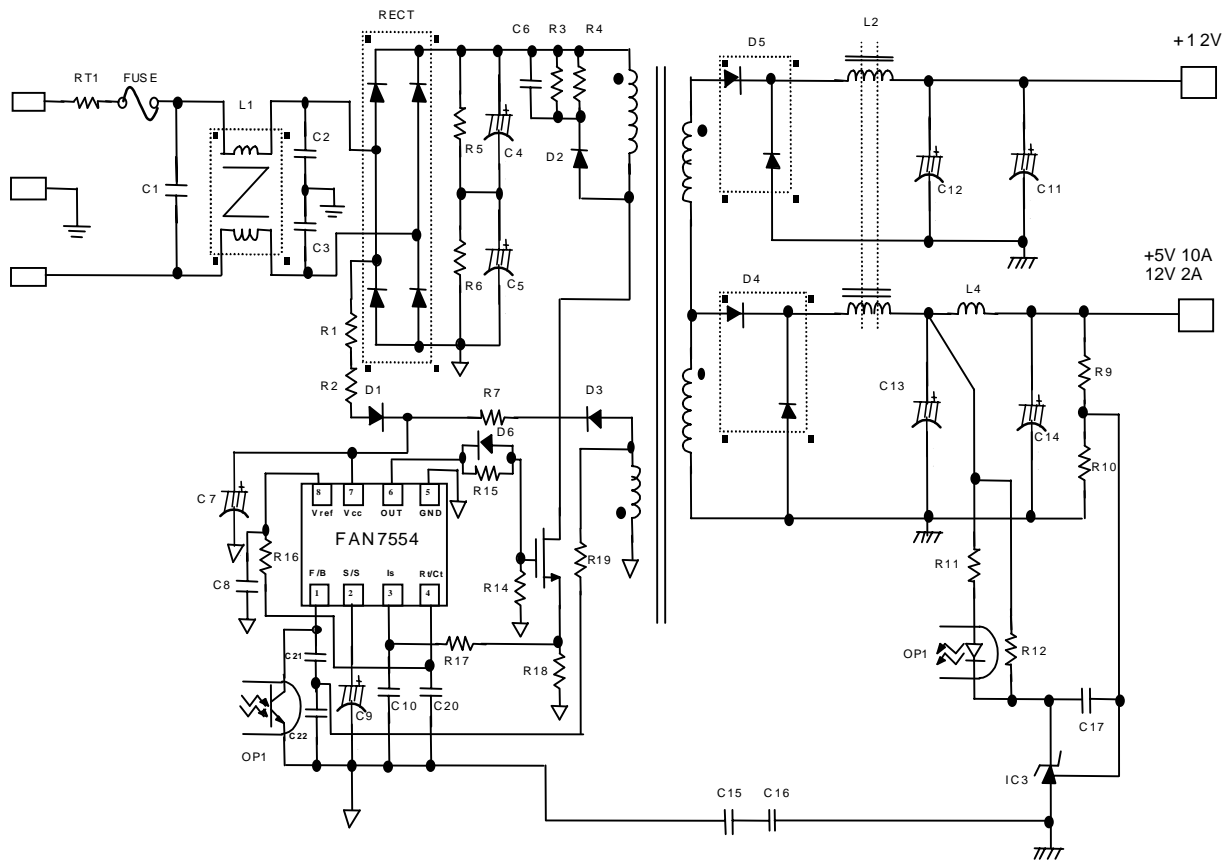 RECT
L2
+12V
C6
R3
R4
D5
RT1
FUSE
L1
C2
R5
C4
D2
C1
C12
C11
C3
+5V 10A
12V 2A
R6
C5
D4
L4
R1
R2
D1
R7
D3
C13
R9
C14
D6
R10
C7
R15
8
7
6
5
Vref
Vcc
OUT
GND
FAN7554
R16
R19
C8
F/B
S/S
Is
Rt/Ct
1
2
3
4
R14
R11
R17
C21
R18
OP1
R12
C9
C10
C20
C22
C17
OP1
IC3
C15
C16